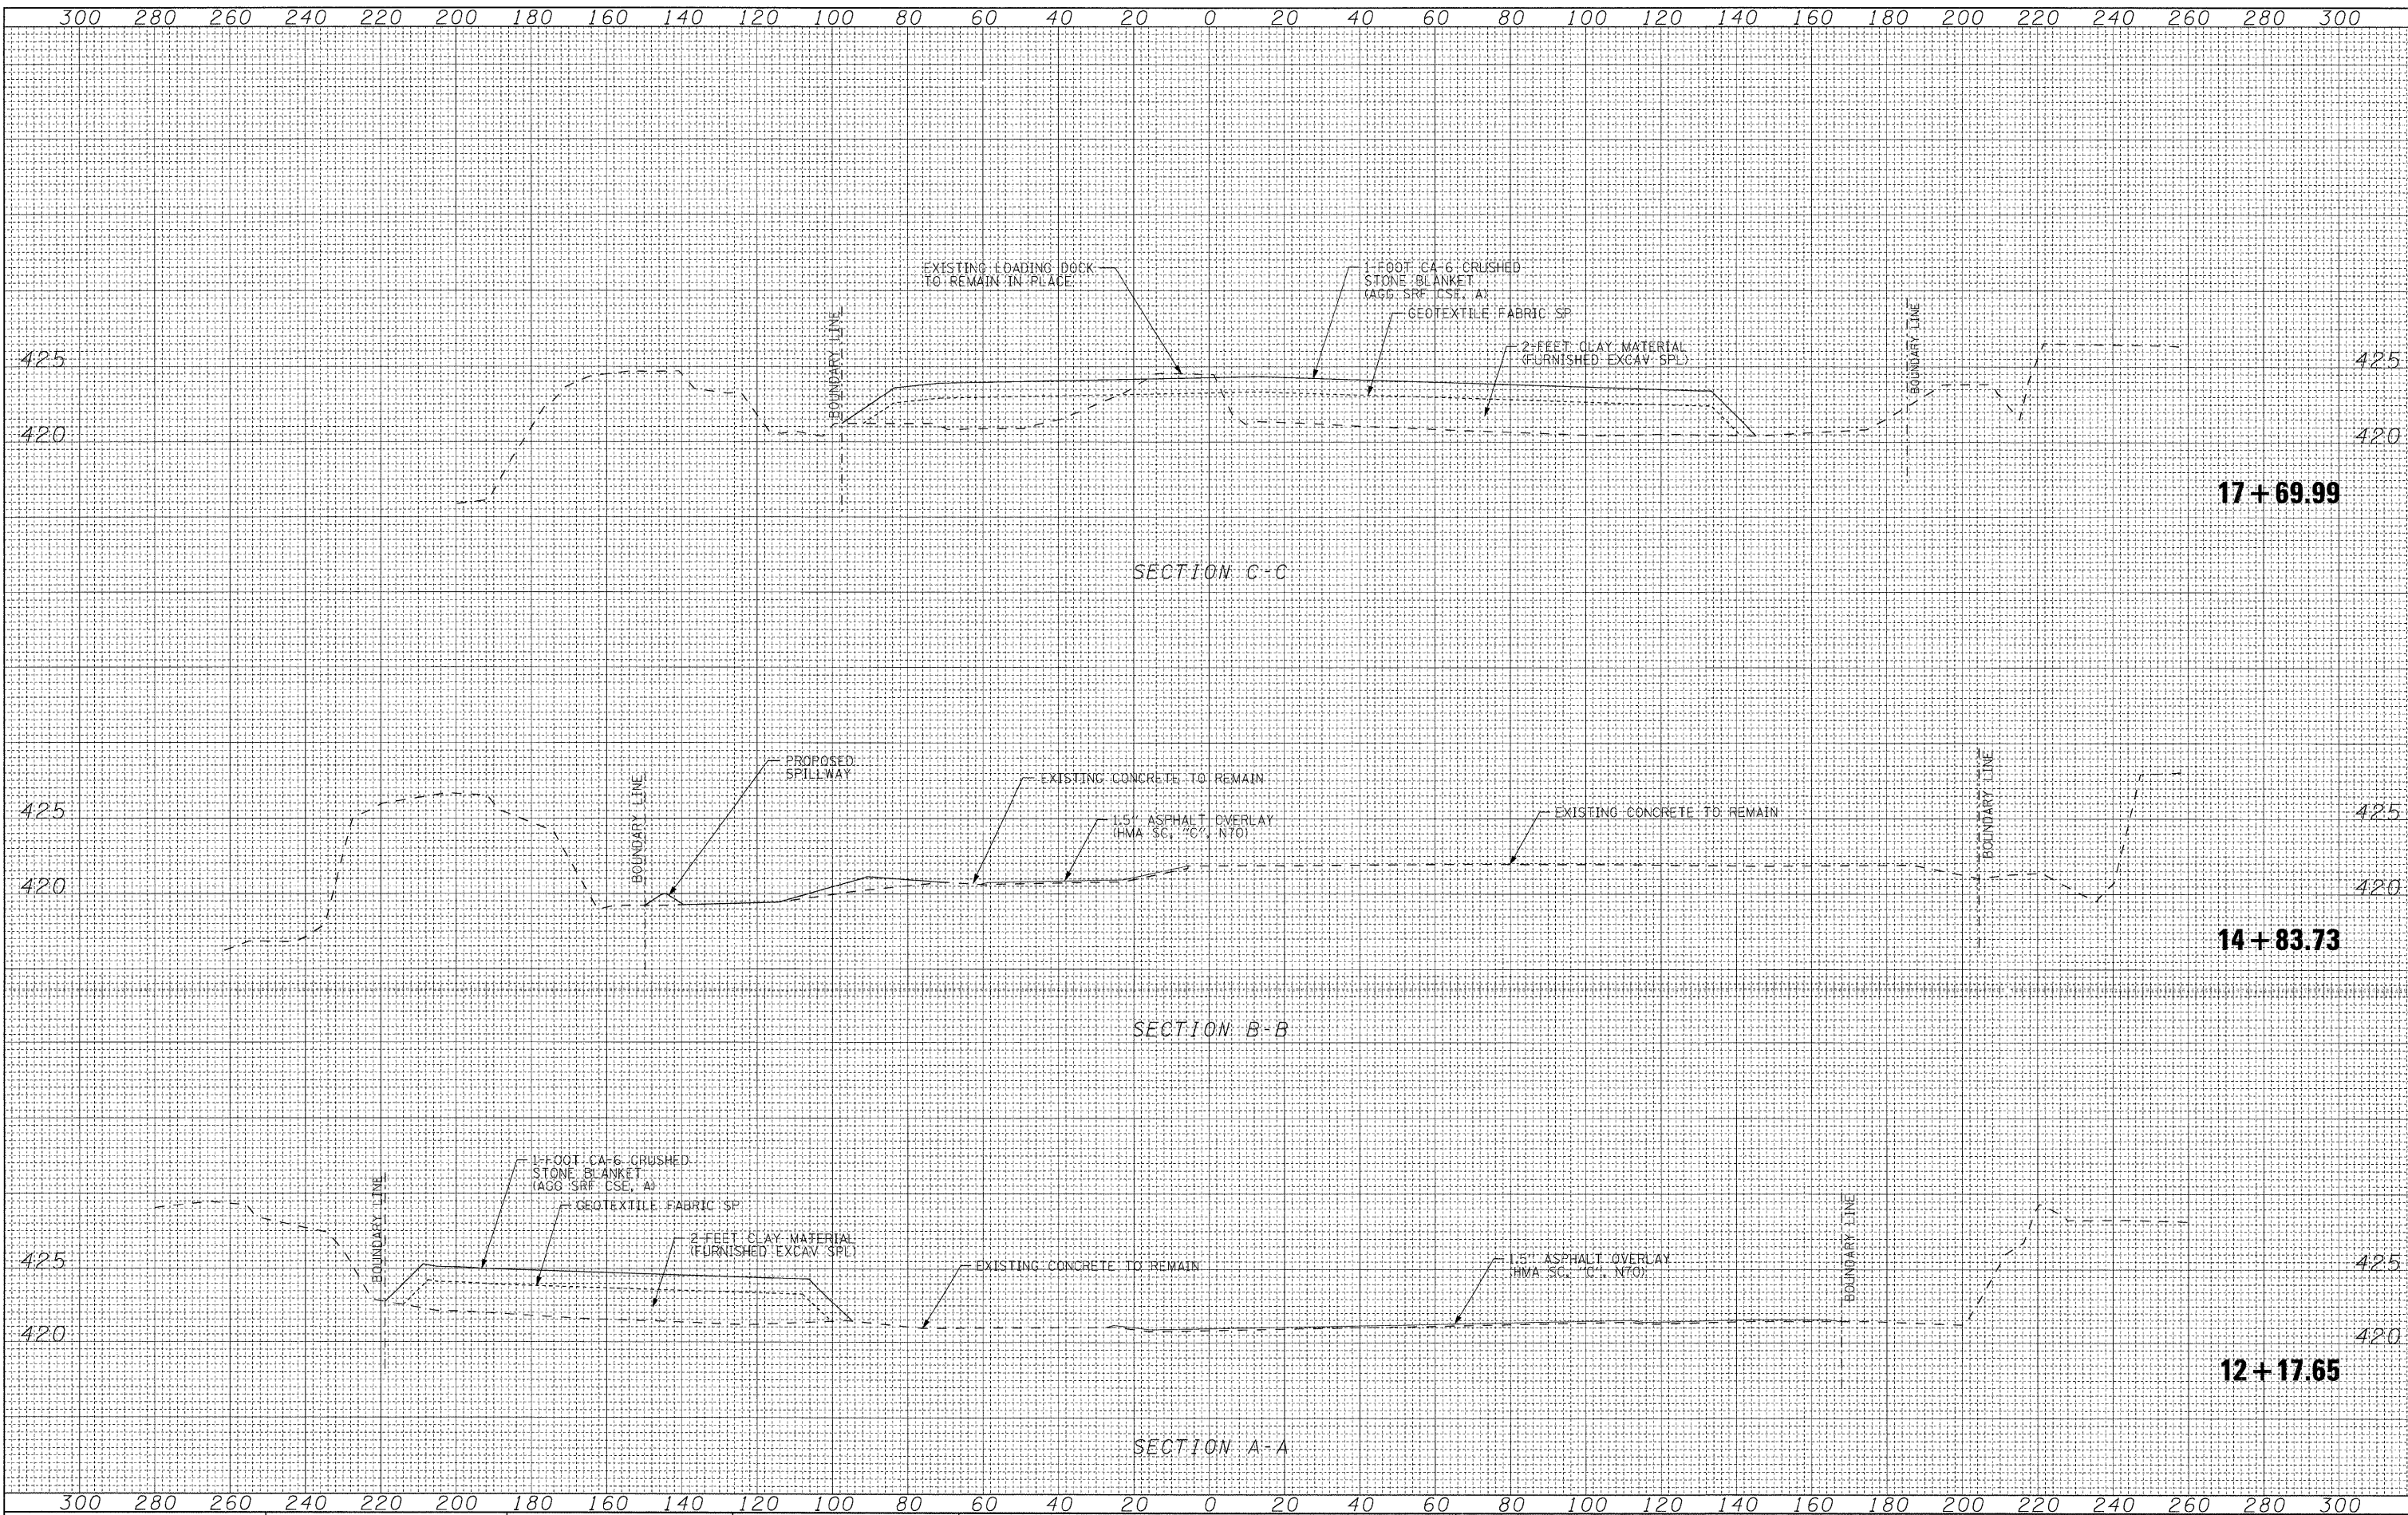 300 280 260 240 220 200 180 160 140 120 100 80 60 40 20 0 20 40 60 80 100 120 140 160 180 200 220 240 260 280 300
EXISTING LOADING DOCK
TO REMAIN IN PLACE
1-FOOT CA-6 CRUSHED
STONE BLANKET
(AGG SRF CSE, A)
GEOTEXTILE FABRIC SP
2-FEET CLAY MATERIAL
(FURNISHED EXCAV SPL)
BOUNDARY LINE
BOUNDARY LINE
425
425
420
420
17+69.99
SECTION C-C
PROPOSED
SPILLWAY
EXISTING CONCRETE TO REMAIN
1.5" ASPHALT OVERLAY
(HMA SC, "C", N70)
EXISTING CONCRETE TO REMAIN
BOUNDARY LINE
BOUNDARY LINE
425
425
420
420
14+83.73
SECTION B-B
1-FOOT CA-6 CRUSHED
STONE BLANKET
(AGG SRF CSE, A)
GEOTEXTILE FABRIC SP
2-FEET CLAY MATERIAL
(FURNISHED EXCAV SPL)
EXISTING CONCRETE TO REMAIN
1.5" ASPHALT OVERLAY
(HMA SC, "C", N70)
BOUNDARY LINE
BOUNDARY LINE
425
425
420
420
12+17.65
SECTION A-A
300 280 260 240 220 200 180 160 140 120 100 80 60 40 20 0 20 40 60 80 100 120 140 160 180 200 220 240 260 280 300